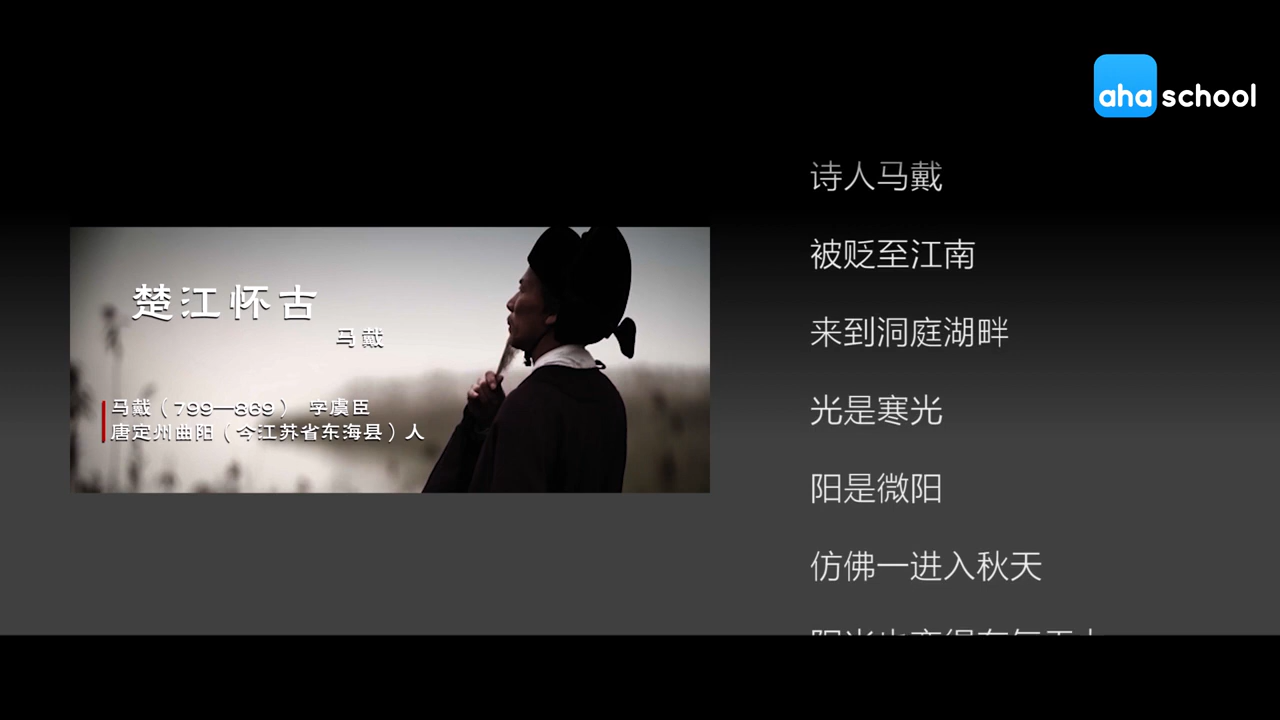 aha school
楚江怀古
马戴
马戴（799—869） 字虞臣
唐定州曲阳（今江苏省东海县）人
诗人马戴
被贬至江南
来到洞庭湖畔
光是寒光
阳是微阳
仿佛一进入秋天